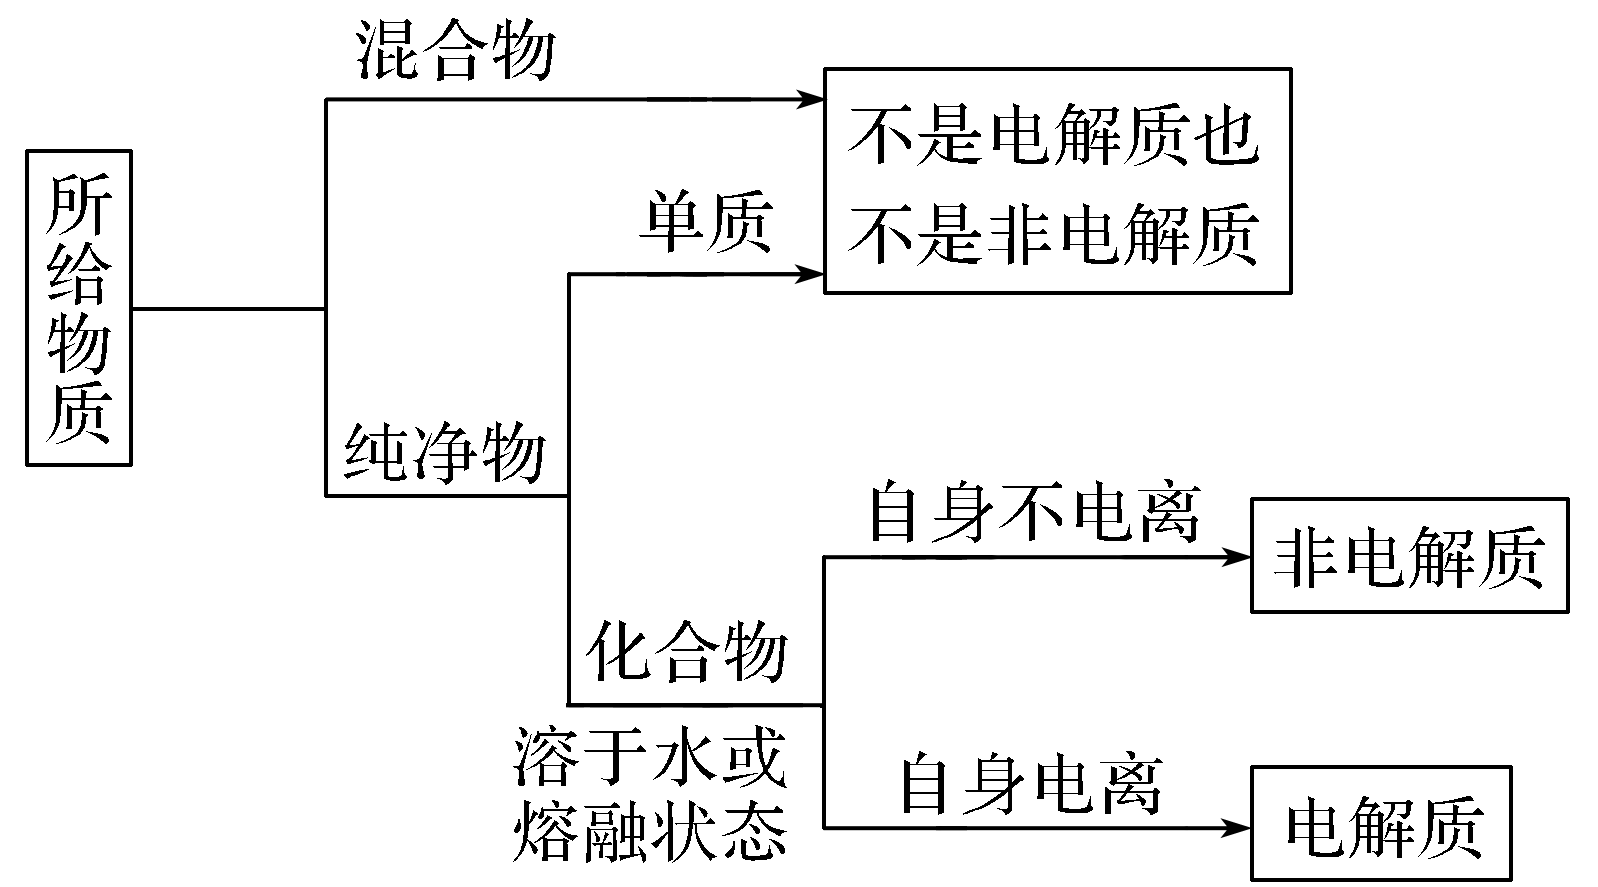 混合物
不是电解质也
不是非电解质
所给物质
单质
纯净物
自身不电离
非电解质
化合物
溶于水或
熔融状态
自身电离
电解质